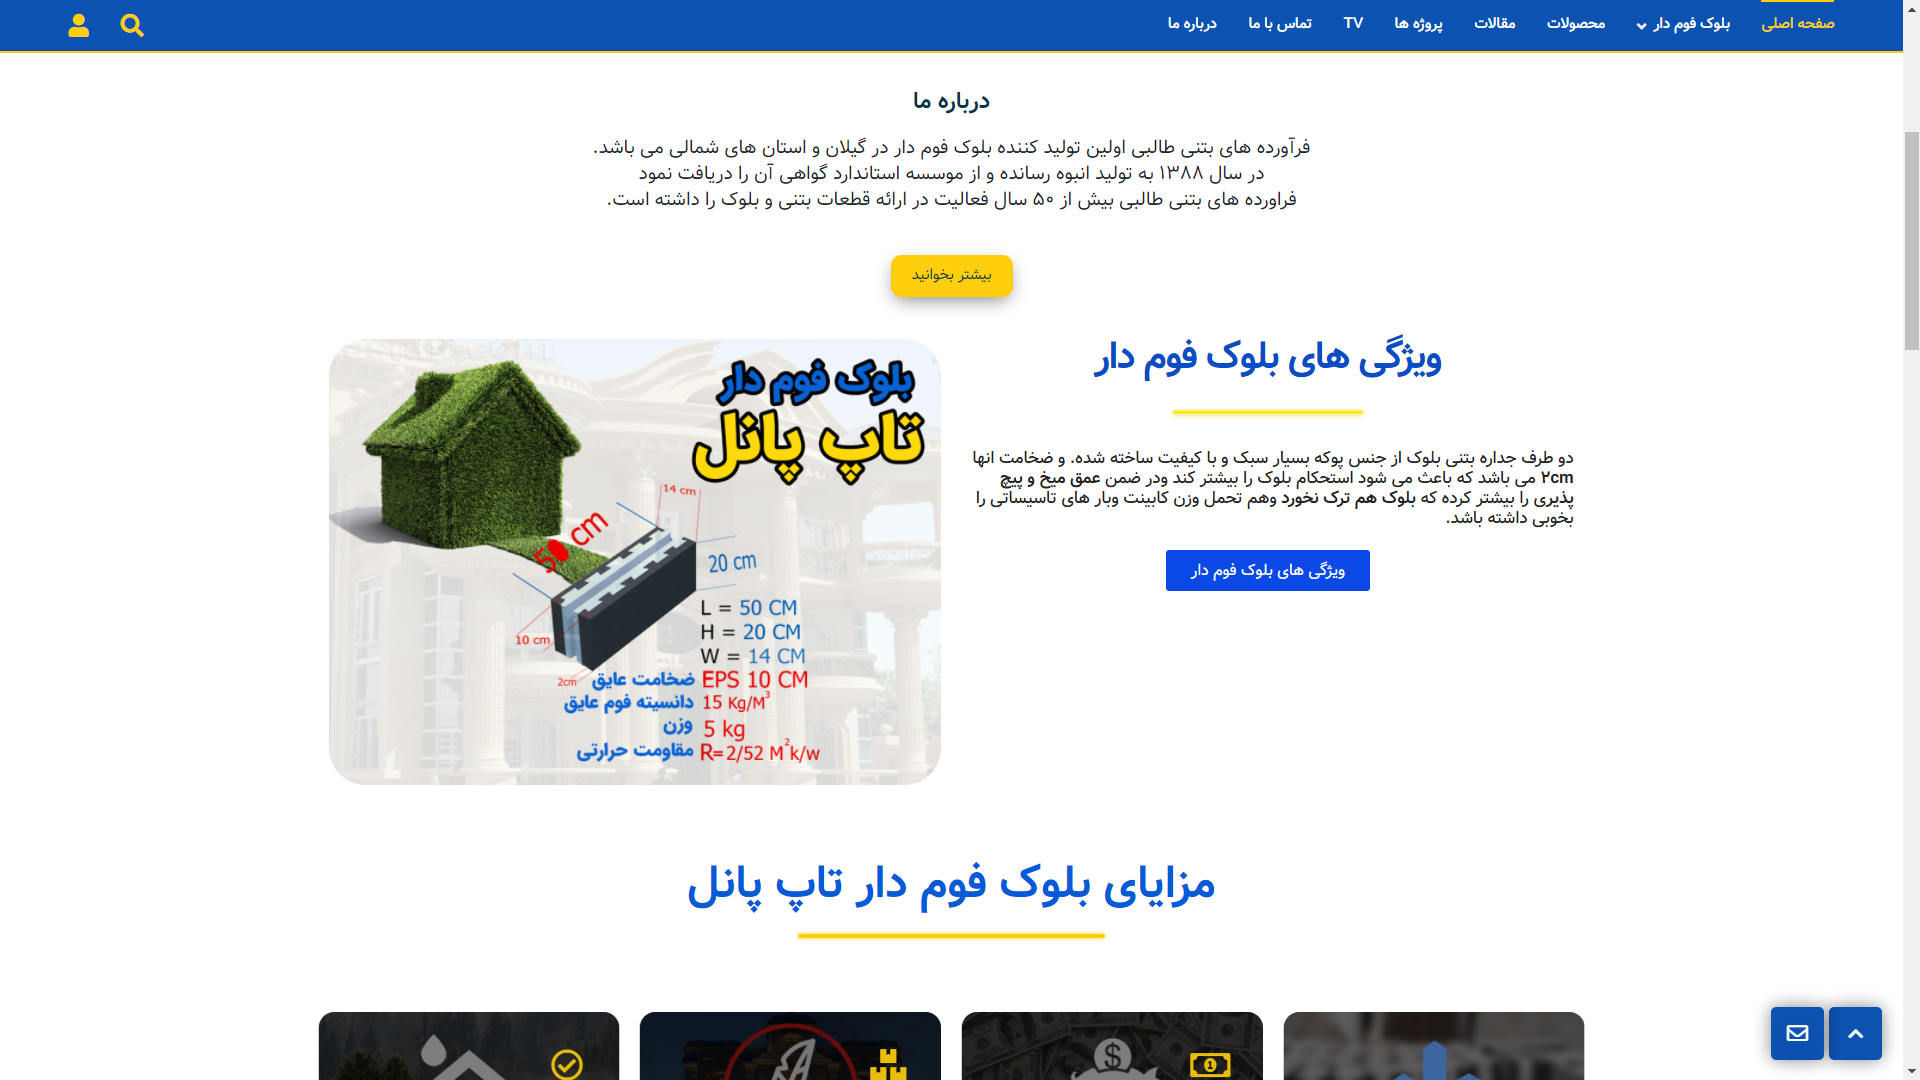 صفحه اصلی
بلوک فوم دار
محصولات
مقالات
پروژه ها
TV
تماس با ما
درباره ما
درباره ما
فرآورده های بتنی طالبی اولین تولید کننده بلوک فوم دار در گیلان و استان های شمالی می باشد.
در سال ۱۳۸۸ به تولید انبوه رسانده و از موسسه استاندارد گواهی آن را دریافت نمود
فراورده های بتنی طالبی بیش از ۵۰ سال فعالیت در ارائه قطعات بتنی و بلوک را داشته است.
بیشتر بخوانید
ویژگی های بلوک فوم دار
دو طرف جداره بتنی بلوک از جنس پوکه بسیار سبک و با کیفیت ساخته شده. و ضخامت انها
۲cm می باشد که باعث می شود استحکام بلوک را بیشتر کند ودر ضمن عمق میخ و پیچ
پذیری را بیشتر کرده که بلوک هم ترک نخورد وهم تحمل وزن کابینت وبار های تاسیساتی را
بخوبی داشته باشد.
ویژگی های بلوک فوم دار
بلوک فوم دار
تاپ پانل
14 cm
50 cm
20 cm
10 cm
2cm
L = 50 CM
H = 20 CM
W = 14 CM
ضخامت عایق EPS 10 CM
دانسیته فوم عایق 15 Kg/M³
وزن 5 kg
مقاومت حرارتی R=2/52 M²k/w
مزایای بلوک فوم دار تاپ پانل